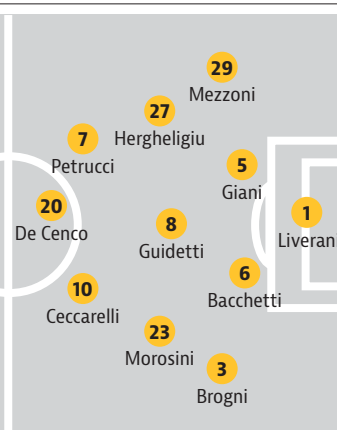 29
Mezzoni
27
Hergheligiu
7
Petrucci
5
Giani
20
De Cenco
1
Liverani
8
Guidetti
6
Bacchetti
10
Ceccarelli
23
Morosini
3
Brogni